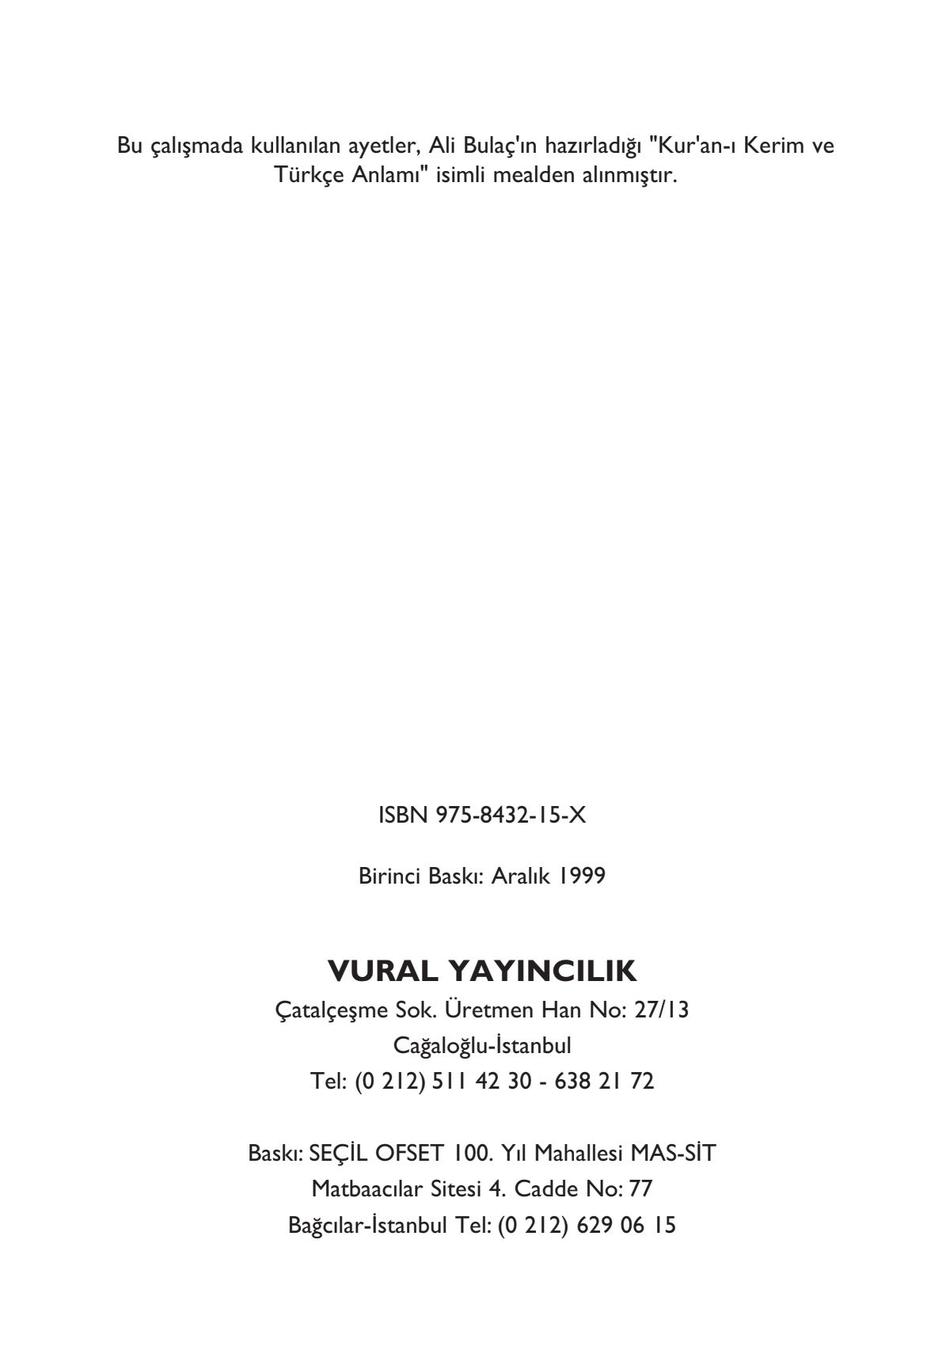 Bu çalışmada kullanılan ayetler, Ali Bulaç'ın hazırladığı "Kur'an-ı Kerim ve
Türkçe Anlamı" isimli mealden alınmıştır.
ISBN 975-8432-15-X
Birinci Baskı: Aralık 1999
VURAL YAYINCILIK
Çatalçeşme Sok. Üretmen Han No: 27/13
Cağaloğlu-İstanbul
Tel: (0 212) 511 42 30 - 638 21 72
Baskı: SEÇİL OFSET 100. Yıl Mahallesi MAS-SİT
Matbaacılar Sitesi 4. Cadde No: 77
Bağcılar-İstanbul Tel: (0 212) 629 06 15